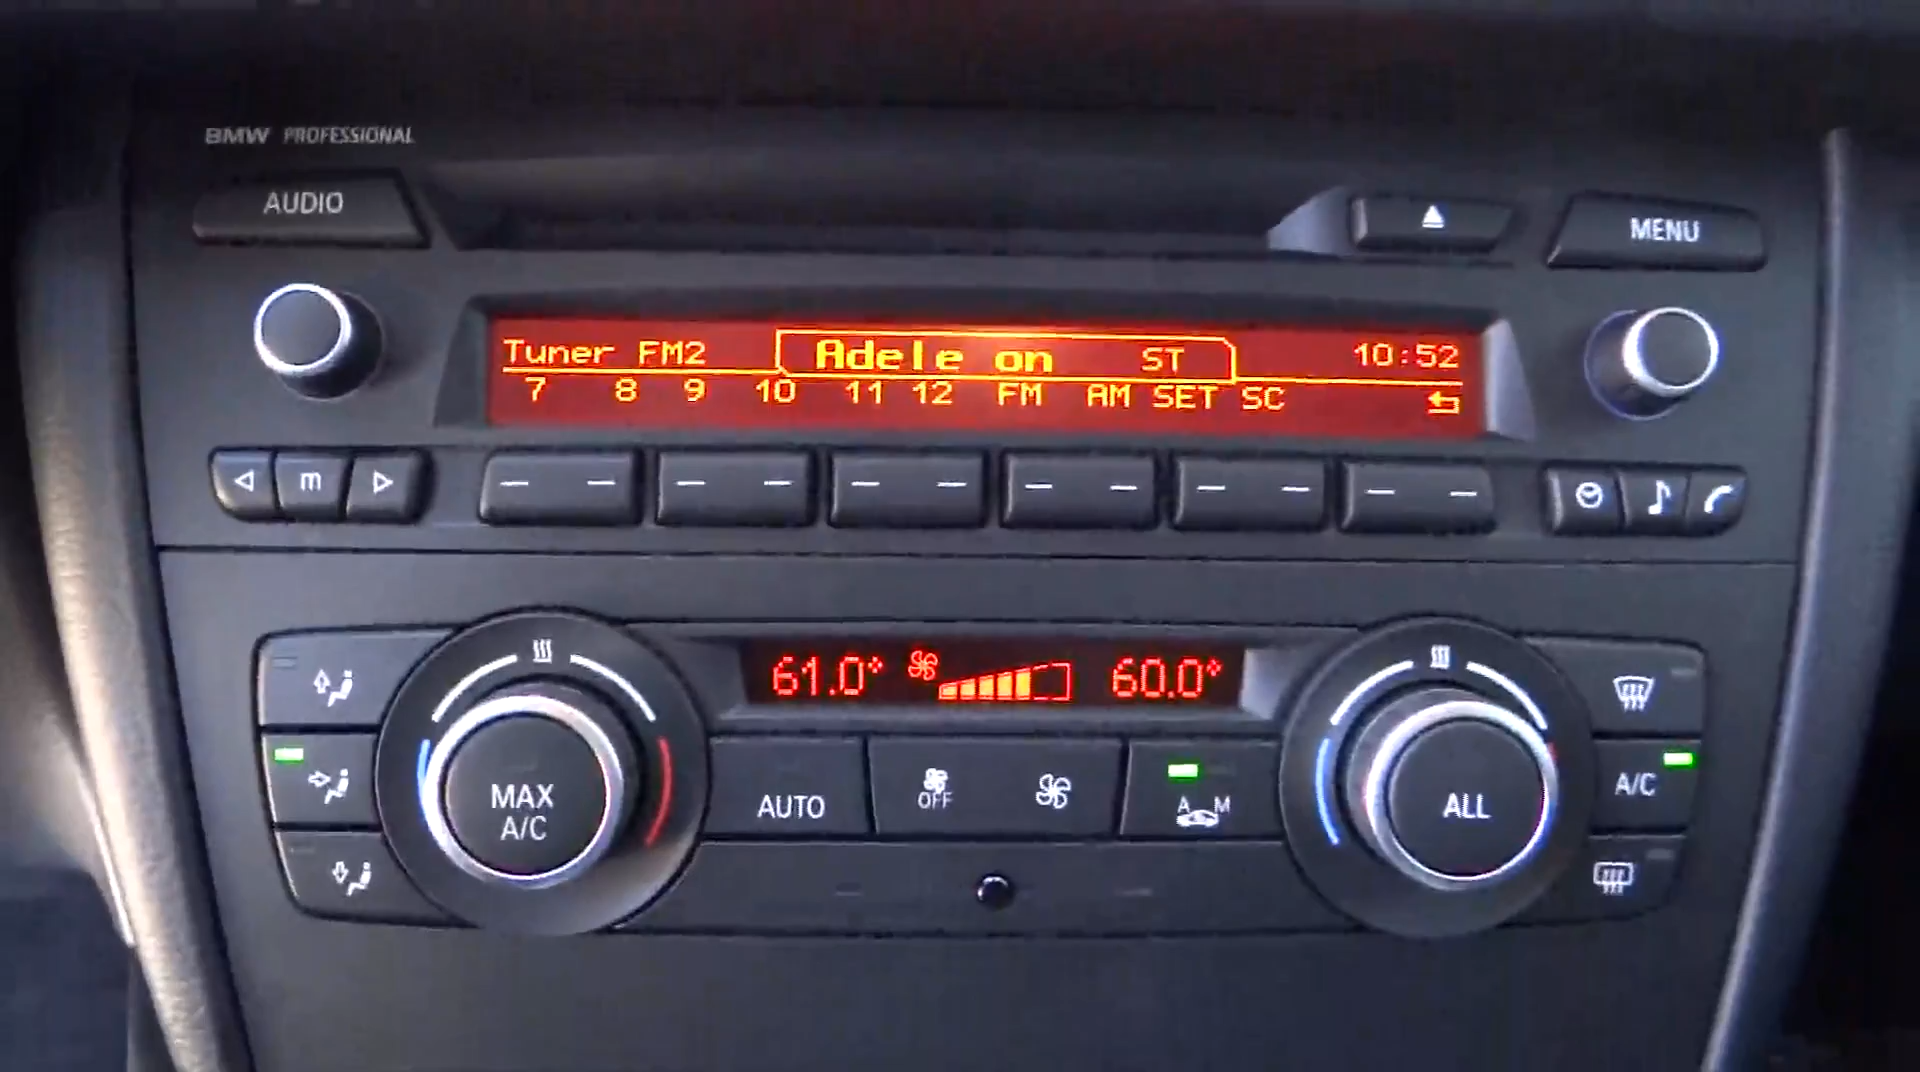 BMW PROFESSIONAL
AUDIO
MENU
Tuner FM2 Adele on ST 10:52
7 8 9 10 11 12 FM AM SET SC
m
61.0° 60.0°
MAX A/C
AUTO
OFF
A M
ALL
A/C